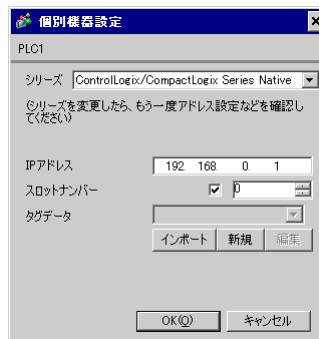 個別機器設定
PLC1
シリーズ ControlLogix/CompactLogix Series Native
(シリーズを変更したら、もう一度アドレス設定などを確認し
てください)
IPアドレス 192. 168. 0. 1
スロットナンバー 0
タグデータ
インポート 新規 編集
OK(O) キャンセル